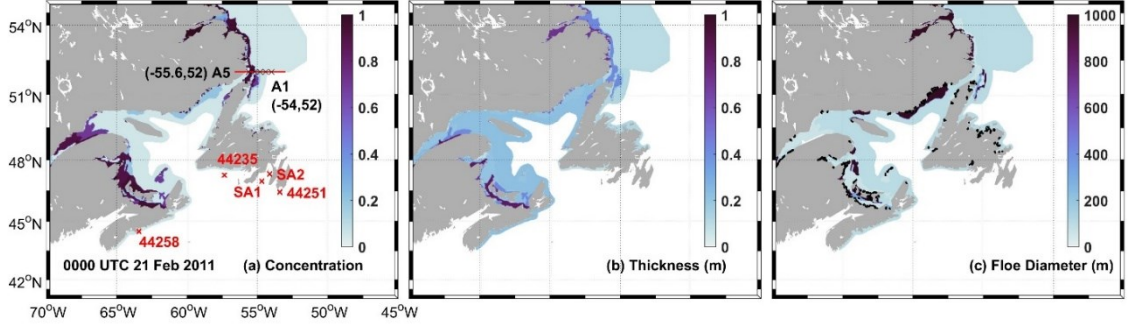 54°N
51°N
48°N
45°N
42°N
70°W
65°W
60°W
55°W
50°W
45°W
(-55.6,52) A5
A1
(-54,52)
44235
SA2
SA1
44251
44258
0000 UTC 21 Feb 2011
(a) Concentration
1
0.8
0.6
0.4
0.2
0
(b) Thickness (m)
1
0.8
0.6
0.4
0.2
0
(c) Floe Diameter (m)
1000
800
600
400
200
0